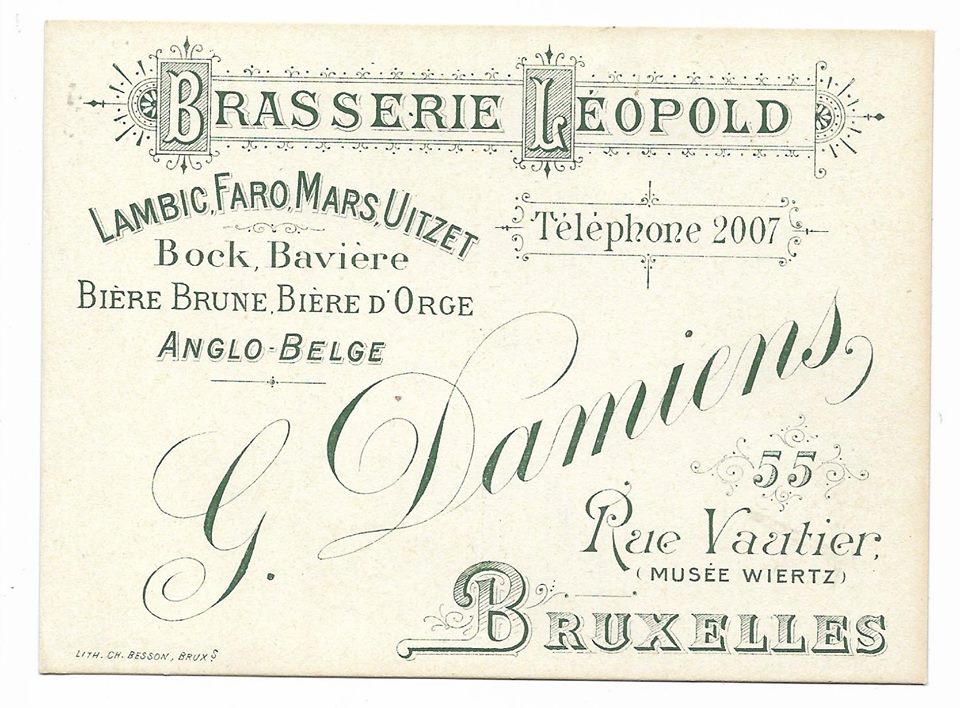 BRASSERIE LÉOPOLD
LAMBIC, FARO, MARS, UITZET
Bock, Bavière
BIÈRE BRUNE, BIÈRE D'ORGE
ANGLO-BELGE
Téléphone 2007
G. Damiens,
55
Rue Vautier,
(MUSÉE WIERTZ)
BRUXELLES
LITH. CH. BESSON, BRUXS